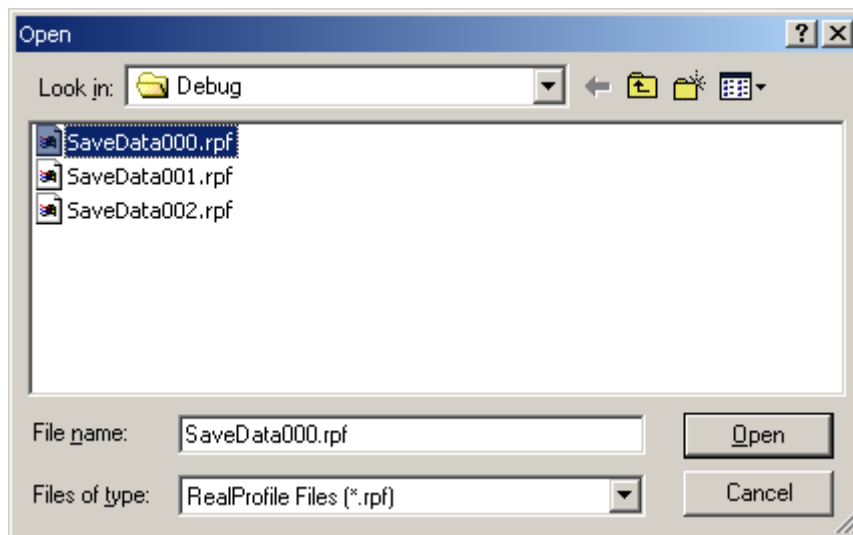 Open
Look in: Debug
SaveData000.rpf
SaveData001.rpf
SaveData002.rpf
File name: SaveData000.rpf Open
Files of type: RealProfile Files (*.rpf) Cancel